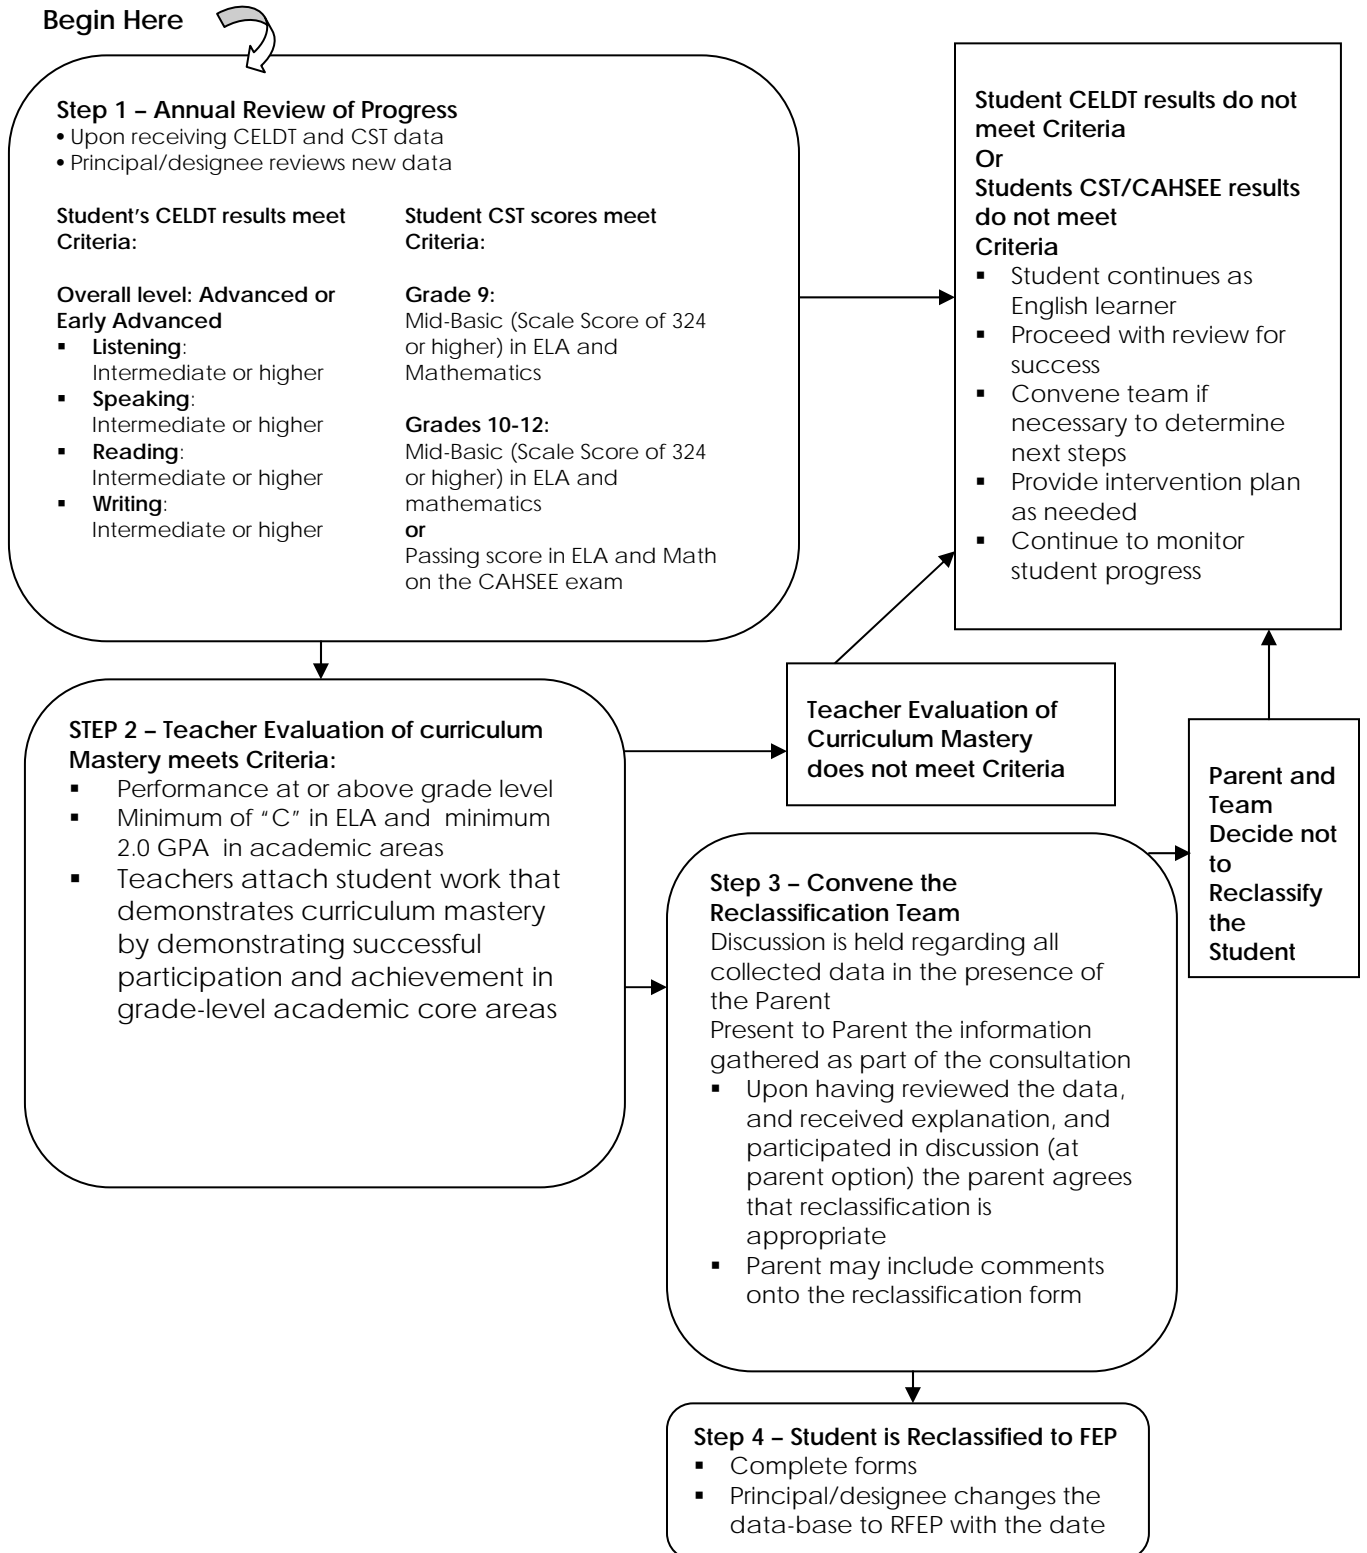 Begin Here
Step 1 – Annual Review of Progress
• Upon receiving CELDT and CST data
• Principal/designee reviews new data
Student's CELDT results meet
Criteria:
Overall level: Advanced or
Early Advanced
▪ Listening:
Intermediate or higher
▪ Speaking:
Intermediate or higher
▪ Reading:
Intermediate or higher
▪ Writing:
Intermediate or higher
Student CST scores meet
Criteria:
Grade 9:
Mid-Basic (Scale Score of 324
or higher) in ELA and
Mathematics
Grades 10-12:
Mid-Basic (Scale Score of 324
or higher) in ELA and
mathematics
or
Passing score in ELA and Math
on the CAHSEE exam
Student CELDT results do not
meet Criteria
Or
Students CST/CAHSEE results
do not meet
Criteria
▪ Student continues as
English learner
▪ Proceed with review for
success
▪ Convene team if
necessary to determine
next steps
▪ Provide intervention plan
as needed
▪ Continue to monitor
student progress
STEP 2 – Teacher Evaluation of curriculum
Mastery meets Criteria:
▪ Performance at or above grade level
▪ Minimum of "C" in ELA and minimum
2.0 GPA in academic areas
▪ Teachers attach student work that
demonstrates curriculum mastery
by demonstrating successful
participation and achievement in
grade-level academic core areas
Teacher Evaluation of
Curriculum Mastery
does not meet Criteria
Parent and
Team
Decide not
to
Reclassify
the
Student
Step 3 – Convene the
Reclassification Team
Discussion is held regarding all
collected data in the presence of
the Parent
Present to Parent the information
gathered as part of the consultation
▪ Upon having reviewed the data,
and received explanation, and
participated in discussion (at
parent option) the parent agrees
that reclassification is
appropriate
▪ Parent may include comments
onto the reclassification form
Step 4 – Student is Reclassified to FEP
▪ Complete forms
▪ Principal/designee changes the
data-base to RFEP with the date